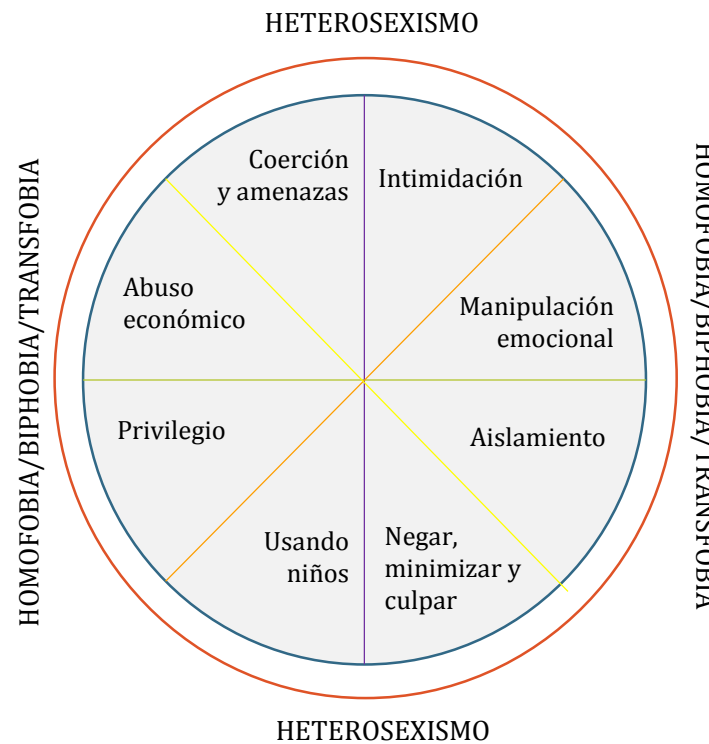 HETEROSEXISMO
HOMOFOBIA/BIPHOBIA/TRANSFOBIA
Coerción
y amenazas
Intimidación
Manipulación
emocional
Aislamiento
Negar,
minimizar y
culpar
Usando
niños
Privilegio
Abuso
económico
HOMOFOBIA/BIPHOBIA/TRANSFOBIA
HETEROSEXISMO